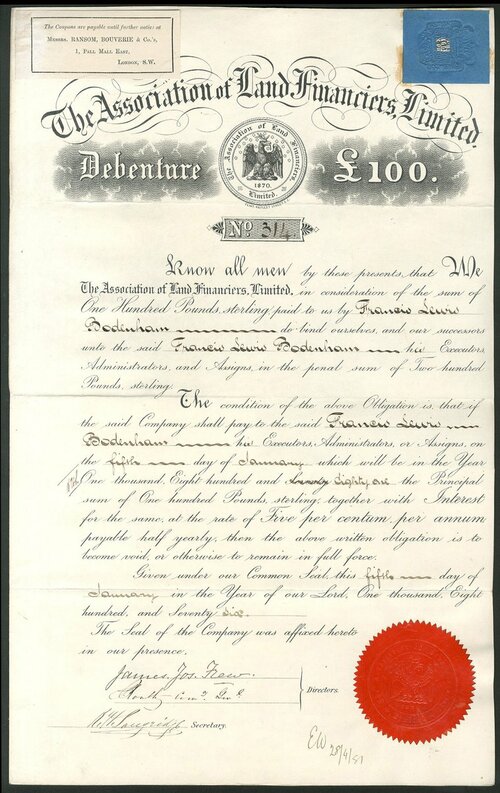 The Coupons are payable until further notice at
Messrs. RANSOM, BOUVERIE & Co.'s,
1, PALL MALL EAST,
LONDON, S.W.
The Association of Land Financiers, Limited.
Debenture
The Association of Land Financiers,
1870.
Limited.
£100.
No. 314.
Know all men by these presents, that We
The Association of Land Financiers, Limited, in consideration of the sum of
One Hundred Pounds, sterling, paid to us by Francis Lewis
Bodenham do bind ourselves, and our successors
unto the said Francis Lewis Bodenham his Executors,
Administrators, and Assigns, in the penal sum of Two hundred
Pounds, sterling.
The condition of the above Obligation is, that if
the said Company shall pay to the said Francis Lewis
Bodenham his Executors, Administrators, or Assigns, on
the fifth day of January which will be in the Year
One thousand, Eight hundred and eighty one the Principal
sum of One hundred Pounds, sterling, together with Interest
for the same, at the rate of Five per centum, per annum
payable half yearly, then the above written obligation is to
become void, or otherwise to remain in full force.
Given under our Common Seal, this fifth day of
January in the Year of our Lord, One thousand, Eight
hundred, and Seventy six.
The Seal of the Company was affixed hereto
in our presence.
James Jos. Frew.
Directors.
Secretary.
EW 28/4/81